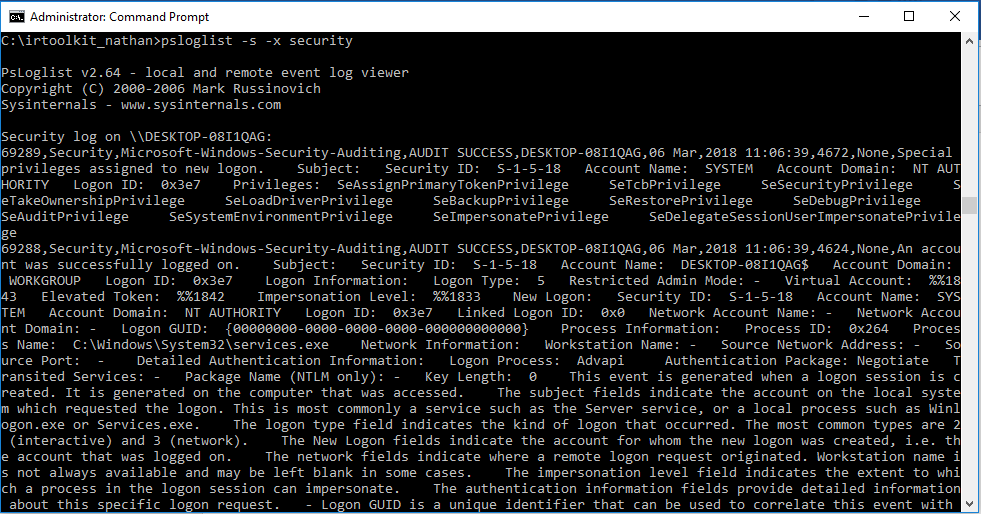 Administrator: Command Prompt
C:\irtoolkit_nathan>psloglist -s -x security
PsLoglist v2.64 - local and remote event log viewer
Copyright (C) 2000-2006 Mark Russinovich
Sysinternals - www.sysinternals.com
Security log on \\DESKTOP-08I1QAG:
69289,Security,Microsoft-Windows-Security-Auditing,AUDIT SUCCESS,DESKTOP-08I1QAG,06 Mar,2018 11:06:39,4672,None,Special
privileges assigned to new logon.    Subject:   Security ID:  S-1-5-18   Account Name:  SYSTEM   Account Domain:  NT AUT
HORITY   Logon ID:  0x3e7    Privileges:  SeAssignPrimaryTokenPrivilege      SeTcbPrivilege      SeSecurityPrivilege     S
eTakeOwnershipPrivilege     SeLoadDriverPrivilege     SeBackupPrivilege     SeRestorePrivilege     SeDebugPrivilege
SeAuditPrivilege     SeSystemEnvironmentPrivilege     SeImpersonatePrivilege     SeDelegateSessionUserImpersonatePrivile
ge
69288,Security,Microsoft-Windows-Security-Auditing,AUDIT SUCCESS,DESKTOP-08I1QAG,06 Mar,2018 11:06:39,4624,None,An accou
nt was successfully logged on.    Subject:   Security ID:  S-1-5-18   Account Name:  DESKTOP-08I1QAG$   Account Domain:
WORKGROUP   Logon ID:  0x3e7    Logon Information:   Logon Type:  5   Restricted Admin Mode: -   Virtual Account:  %%18
43   Elevated Token:  %%1842    Impersonation Level:  %%1833    New Logon:   Security ID:  S-1-5-18   Account Name:  SYS
TEM   Account Domain:  NT AUTHORITY   Logon ID:  0x3e7   Linked Logon ID:  0x0   Network Account Name: -   Network Accou
nt Domain: -   Logon GUID:  {00000000-0000-0000-0000-000000000000}    Process Information:   Process ID:  0x264   Proces
s Name:  C:\Windows\System32\services.exe    Network Information:   Workstation Name: -   Source Network Address: -   So
urce Port:  -    Detailed Authentication Information:   Logon Process:  Advapi     Authentication Package: Negotiate   T
ransited Services: -   Package Name (NTLM only): -   Key Length:  0    This event is generated when a logon session is c
reated. It is generated on the computer that was accessed.    The subject fields indicate the account on the local syste
m which requested the logon. This is most commonly a service such as the Server service, or a local process such as Winl
ogon.exe or Services.exe.    The logon type field indicates the kind of logon that occurred. The most common types are 2
(interactive) and 3 (network).    The New Logon fields indicate the account for whom the new logon was created, i.e. th
e account that was logged on.    The network fields indicate where a remote logon request originated. Workstation name i
s not always available and may be left blank in some cases.    The impersonation level field indicates the extent to whi
ch a process in the logon session can impersonate.    The authentication information fields provide detailed information
about this specific logon request.   - Logon GUID is a unique identifier that can be used to correlate this event with